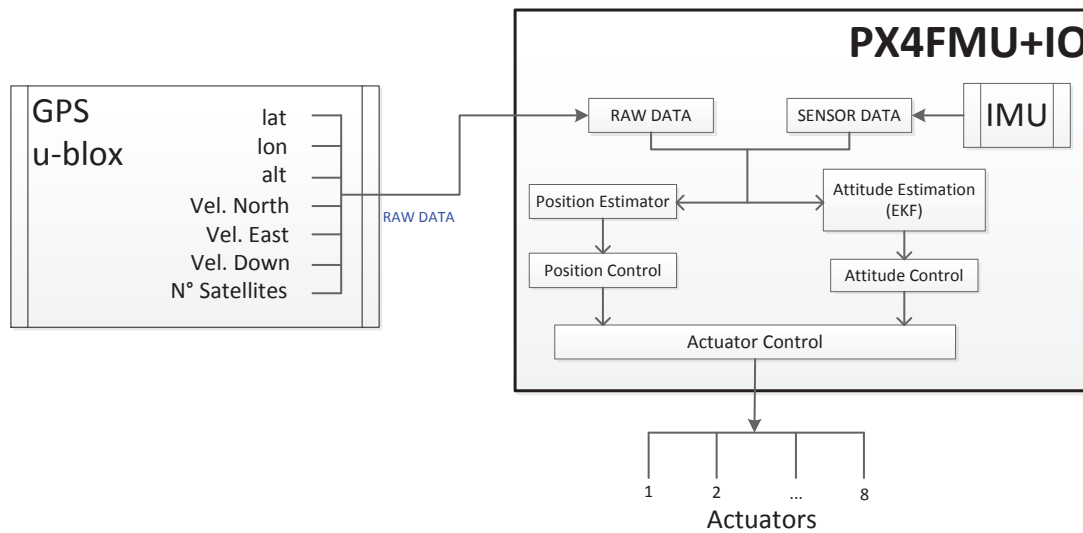 PX4FMU+IO
GPS
u-blox
lat
lon
alt
Vel. North
Vel. East
Vel. Down
N° Satellites
RAW DATA
RAW DATA
SENSOR DATA
IMU
Position Estimator
Attitude Estimation
(EKF)
Position Control
Attitude Control
Actuator Control
1 2 ... 8
Actuators